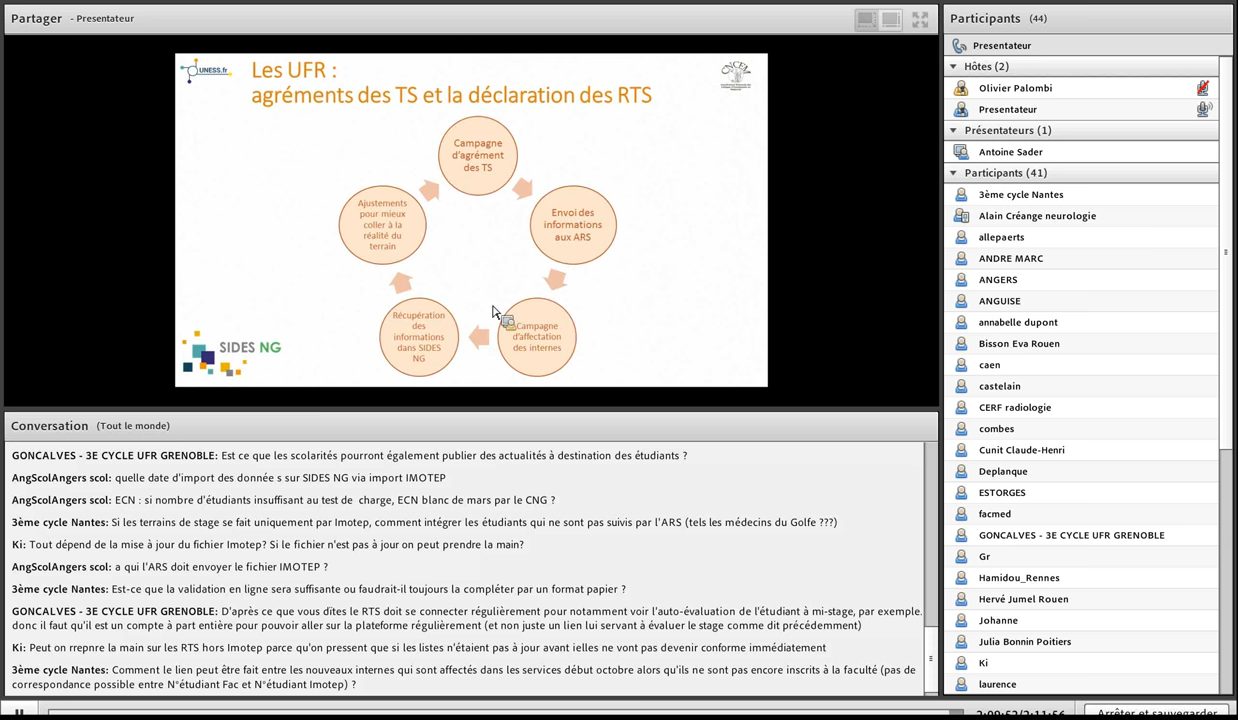 Partager - Presentateur
UNESS.fr
Les UFR :
agréments des TS et la déclaration des RTS
Campagne
d'agrément
des TS
Envoi des
informations
aux ARS
Campagne
d'affectation
des internes
Récupération
des
informations
dans SIDES
NG
Ajustements
pour mieux
coller à la
réalité du
terrain
SIDES NG
Conversation (Tout le monde)
GONCALVES - 3E CYCLE UFR GRENOBLE: Est ce que les scolarités pourront également publier des actualités à destination des étudiants ?
AngScolAngers scol: quelle date d'import des donnée s sur SIDES NG via import IMOTEP
AngScolAngers scol: ECN : si nombre d'étudiants insuffisant au test de charge, ECN blanc de mars par le CNG ?
3ème cycle Nantes: Si les terrains de stage se fait uniquement par Imotep, comment intégrer les étudiants qui ne sont pas suivis par l'ARS (tels les médecins du Golfe ???)
Ki: Tout dépend de la mise à jour du fichier Imotep? Si le fichier n'est pas à jour on peut prendre la main?
AngScolAngers scol: a qui l'ARS doit envoyer le fichier IMOTEP ?
3ème cycle Nantes: Est-ce que la validation en ligne sera suffisante ou faudrait-il toujours la compléter par un format papier ?
GONCALVES - 3E CYCLE UFR GRENOBLE: D'après ce que vous dîtes le RTS doit se connecter régulièrement pour notamment voir l'auto-évaluation de l'étudiant à mi-stage, par exemple.
donc il faut qu'il est un compte à part entière pour pouvoir aller sur la plateforme régulièrement (et non juste un lien lui servant à évaluer le stage comme dit précédemment)
Ki: Peut on rrepnre la main sur les RTS hors Imotep parce qu'on pressent que si les listes n'étaient pas à jour avant ielles ne vont pas devenir conforme immédiatement
3ème cycle Nantes: Comment le lien peut être fait entre les nouveaux internes qui sont affectés dans les services début octobre alors qu'ils ne sont pas encore inscrits à la faculté (pas de
correspondance possible entre N°étudiant Fac et N°étudiant Imotep) ?
Participants (44)
Presentateur
Hôtes (2)
Olivier Palombi
Presentateur
Présentateurs (1)
Antoine Sader
Participants (41)
3ème cycle Nantes
Alain Créange neurologie
allepaerts
ANDRE MARC
ANGERS
ANGUISE
annabelle dupont
Bisson Eva Rouen
caen
castelain
CERF radiologie
combes
Cunit Claude-Henri
Deplanque
ESTORGES
facmed
GONCALVES - 3E CYCLE UFR GRENOBLE
Gr
Hamidou_Rennes
Hervé Jumel Rouen
Johanne
Julia Bonnin Poitiers
Ki
laurence
2:09:52/2:11:56
Arrêter et sauvegarder